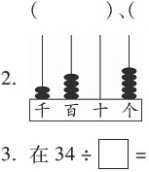 (      )、(
2.
千 百 十 个
3. 在 34÷□=